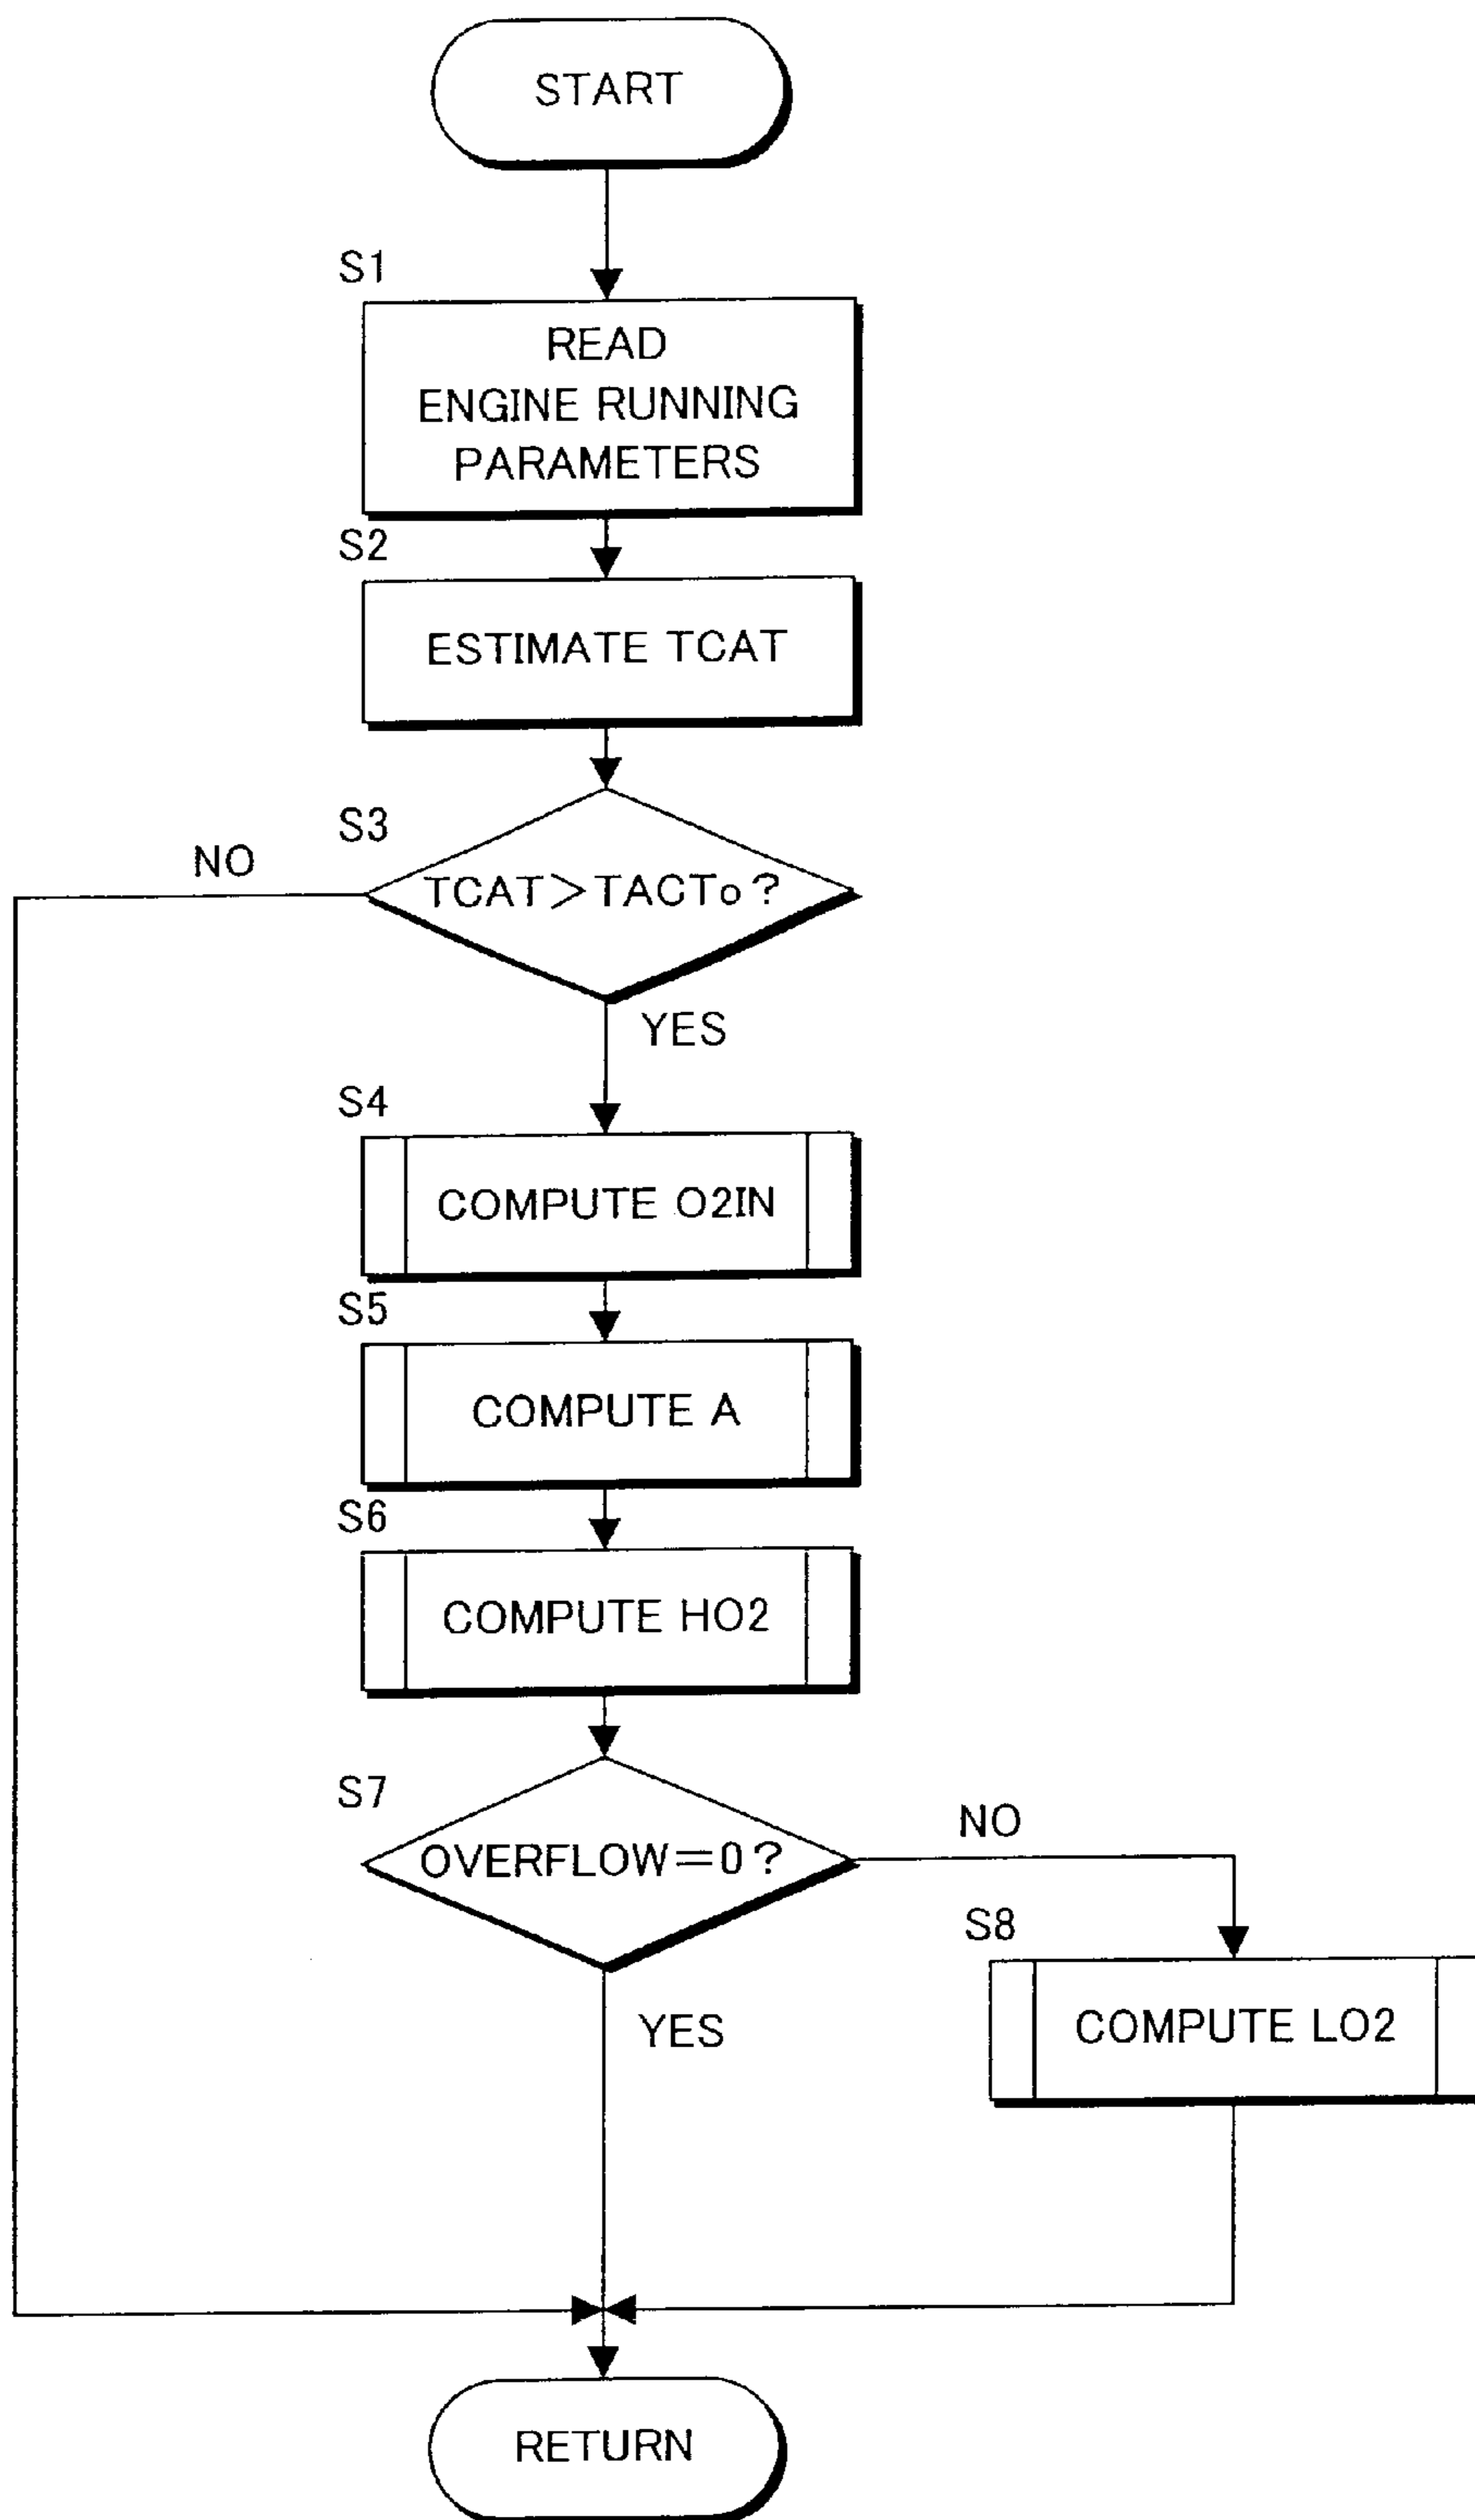 START
S1
READ
ENGINE RUNNING
PARAMETERS
S2
ESTIMATE TCAT
S3
NO
TCAT>TACTo?
YES
S4
COMPUTE O2IN
S5
COMPUTE A
S6
COMPUTE HO2
S7
NO
OVERFLOW=0?
S8
YES
COMPUTE LO2
RETURN